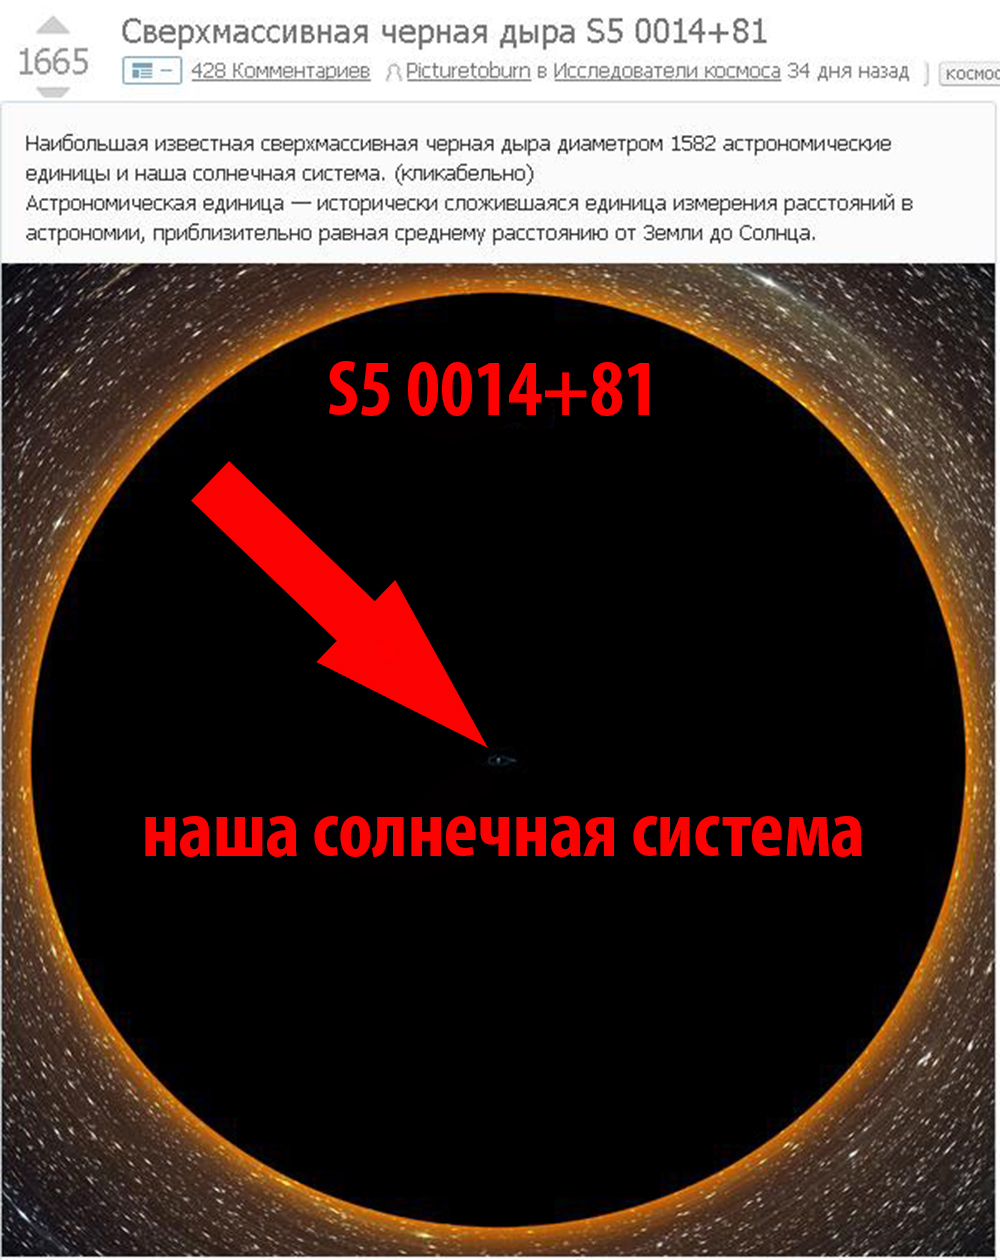 Сверхмассивная черная дыра S5 0014+81
1665
428 Комментариев Picturetoburn в Исследователи космоса 34 дня назад космос
Наибольшая известная сверхмассивная черная дыра диаметром 1582 астрономические
единицы и наша солнечная система. (кликабельно)
Астрономическая единица — исторически сложившаяся единица измерения расстояний в
астрономии, приблизительно равная среднему расстоянию от Земли до Солнца.
S5 0014+81
наша солнечная система